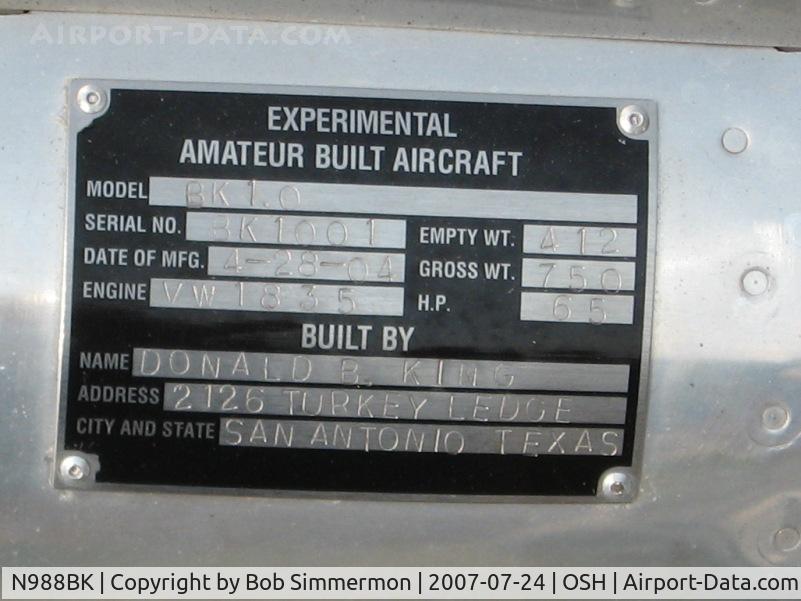 AIRPORT-DATA.COM
EXPERIMENTAL
AMATEUR BUILT AIRCRAFT
MODEL BK1.0
SERIAL NO. BK1001 EMPTY WT. 412
DATE OF MFG. 4-28-04 GROSS WT. 750
ENGINE VW 1835 H.P. 65
BUILT BY
NAME DONALD B. KING
ADDRESS 2126 TURKEY LEDGE
CITY AND STATE SAN ANTONIO TEXAS
N988BK | Copyright by Bob Simmermon | 2007-07-24 | OSH | Airport-Data.com